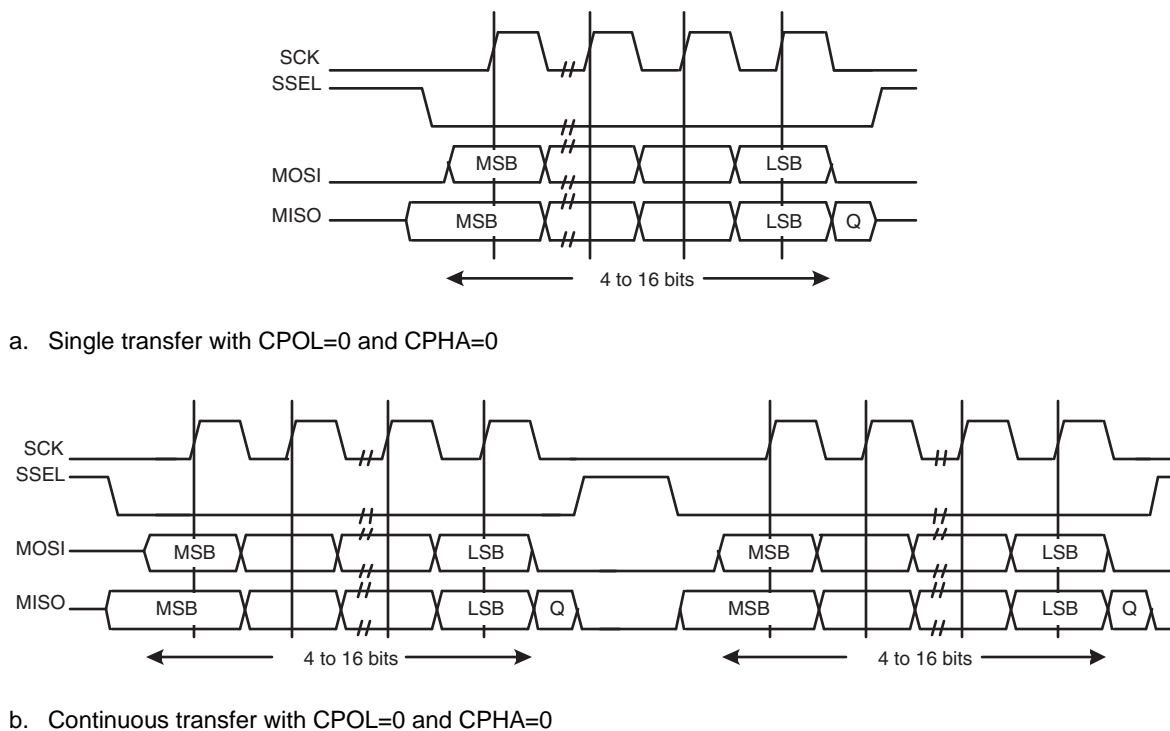 SCK
SSEL
MOSI MSB LSB
MISO MSB LSB Q
4 to 16 bits
a. Single transfer with CPOL=0 and CPHA=0
SCK
SSEL
MOSI MSB LSB MSB LSB
MISO MSB LSB Q MSB LSB Q
4 to 16 bits 4 to 16 bits
b. Continuous transfer with CPOL=0 and CPHA=0